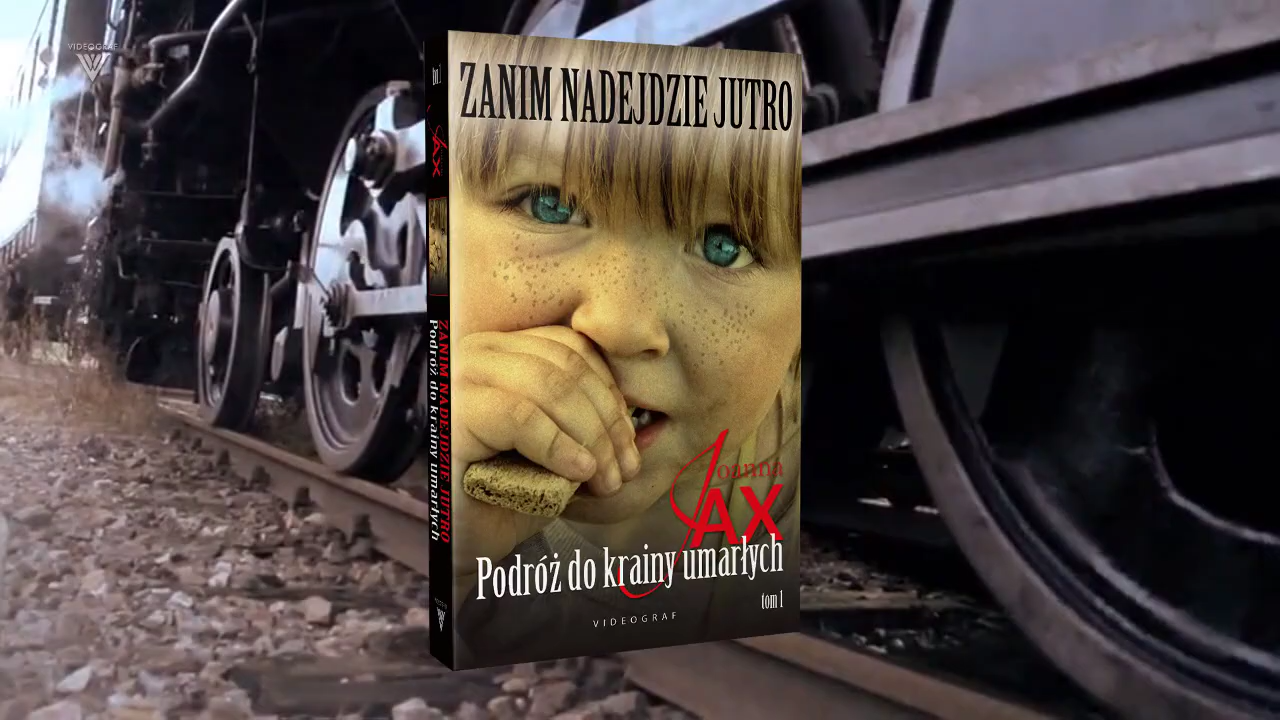 VIDEOGRAF
tom 1
JAX
ZANIM NADEJDZIE JUTRO
Podróż do krainy umarłych
ZANIM NADEJDZIE JUTRO
Joanna
JAX
Podróż do krainy umarłych
tom 1
VIDEOGRAF